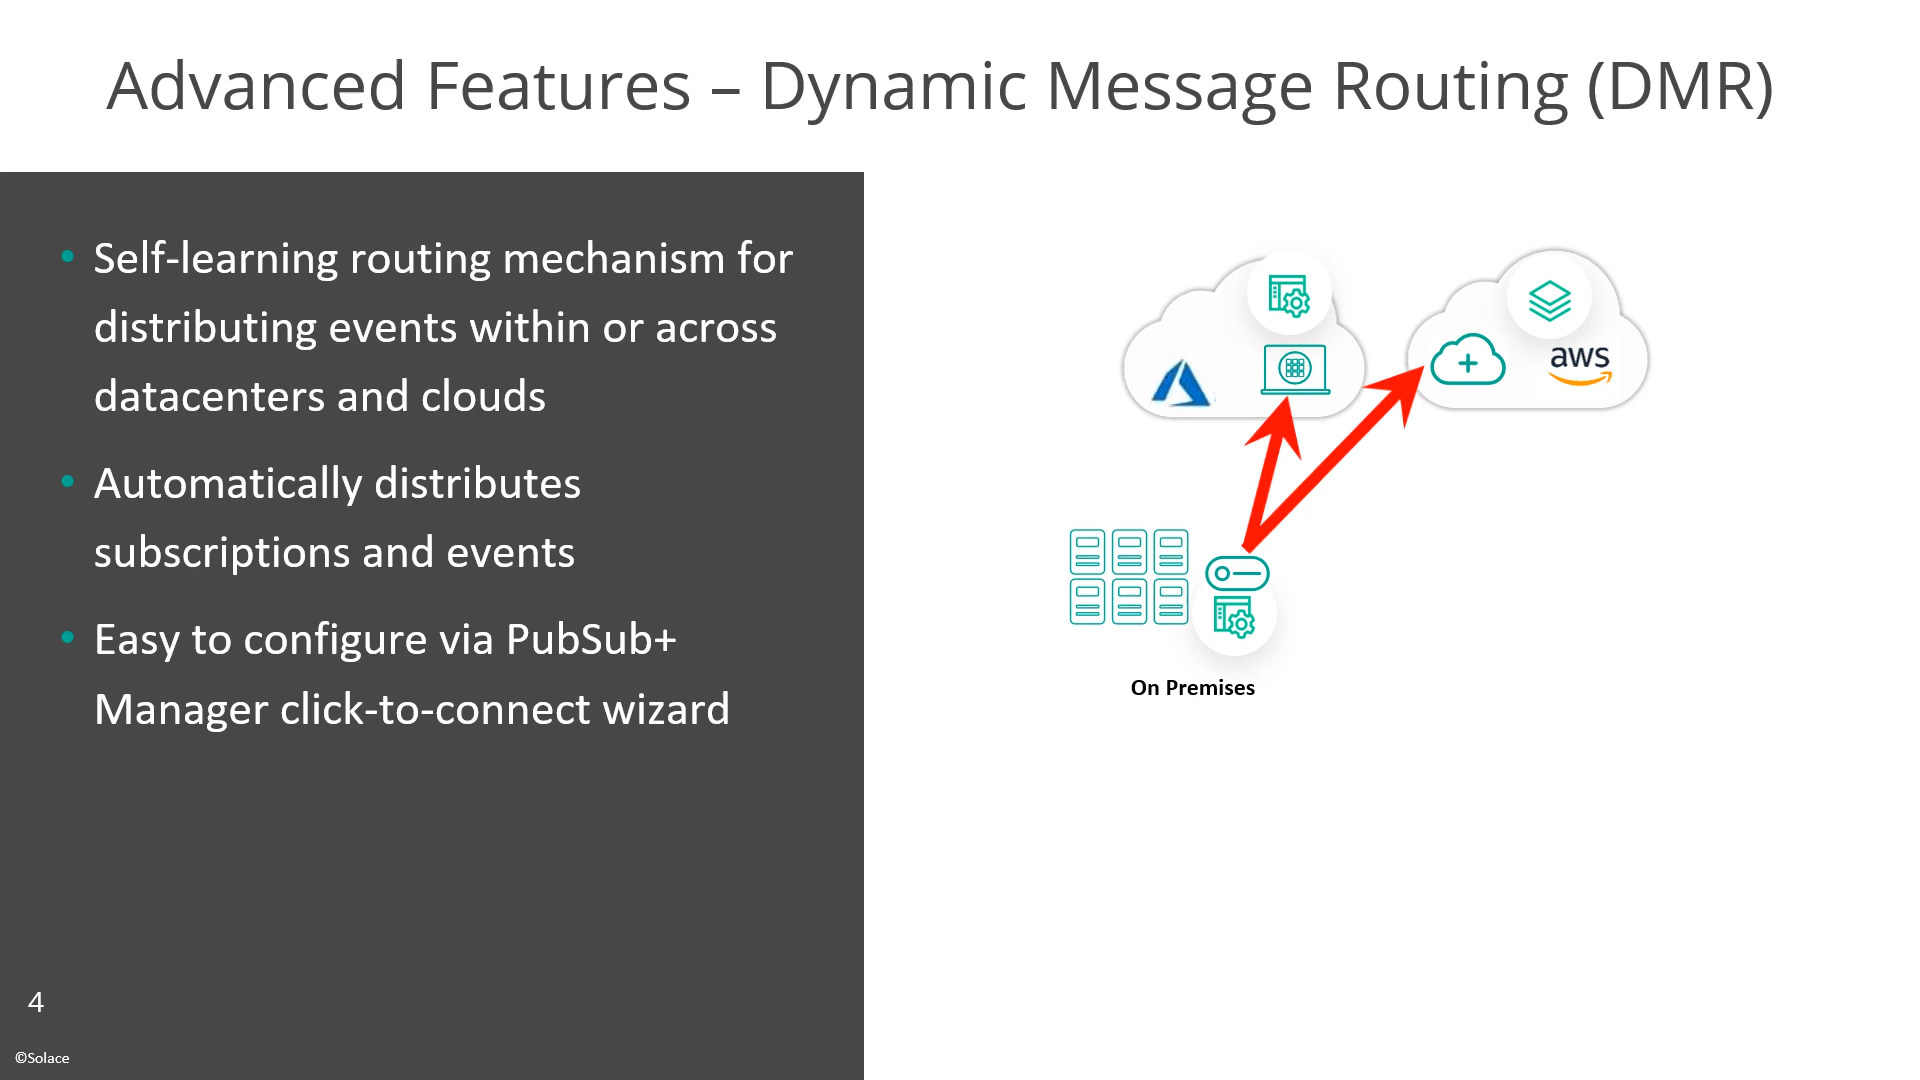 Advanced Features – Dynamic Message Routing (DMR)
• Self-learning routing mechanism for
distributing events within or across
datacenters and clouds
• Automatically distributes
subscriptions and events
• Easy to configure via PubSub+
Manager click-to-connect wizard
aws
On Premises
4
©Solace